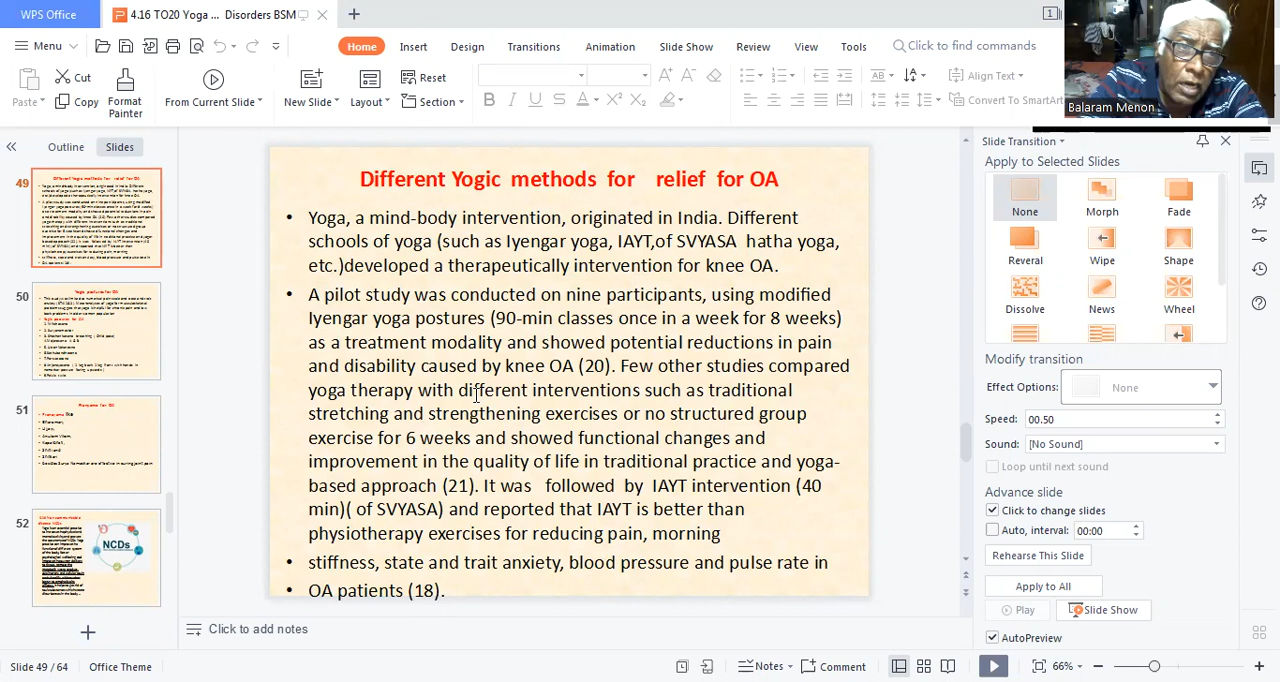 WPS Office
4.16 TO20 Yoga ... Disorders BSM
1
Menu
Home
Insert
Design
Transitions
Animation
Slide Show
Review
View
Tools
Click to find commands
Paste
Cut
Copy
Format Painter
From Current Slide
New Slide
Layout
Reset
Section
Align Text
Convert To SmartArt
Balaram Menon
Outline
Slides
49
50
51
52
NCDs
Different Yogic methods for relief for OA
• Yoga, a mind-body intervention, originated in India. Different
schools of yoga (such as Iyengar yoga, IAYT,of SVYASA hatha yoga,
etc.)developed a therapeutically intervention for knee OA.
• A pilot study was conducted on nine participants, using modified
Iyengar yoga postures (90-min classes once in a week for 8 weeks)
as a treatment modality and showed potential reductions in pain
and disability caused by knee OA (20). Few other studies compared
yoga therapy with different interventions such as traditional
stretching and strengthening exercises or no structured group
exercise for 6 weeks and showed functional changes and
improvement in the quality of life in traditional practice and yoga-
based approach (21). It was followed by IAYT intervention (40
min)( of SVYASA) and reported that IAYT is better than
physiotherapy exercises for reducing pain, morning
• stiffness, state and trait anxiety, blood pressure and pulse rate in
• OA patients (18).
Click to add notes
Slide Transition
Apply to Selected Slides
None
Morph
Fade
Reveral
Wipe
Shape
Dissolve
News
Wheel
Modify transition
Effect Options:
None
Speed: 00.50
Sound: [No Sound]
Loop until next sound
Advance slide
Click to change slides
Auto, interval: 00:00
Rehearse This Slide
Apply to All
Play
Slide Show
AutoPreview
Slide 49 / 64
Office Theme
Notes
Comment
66%